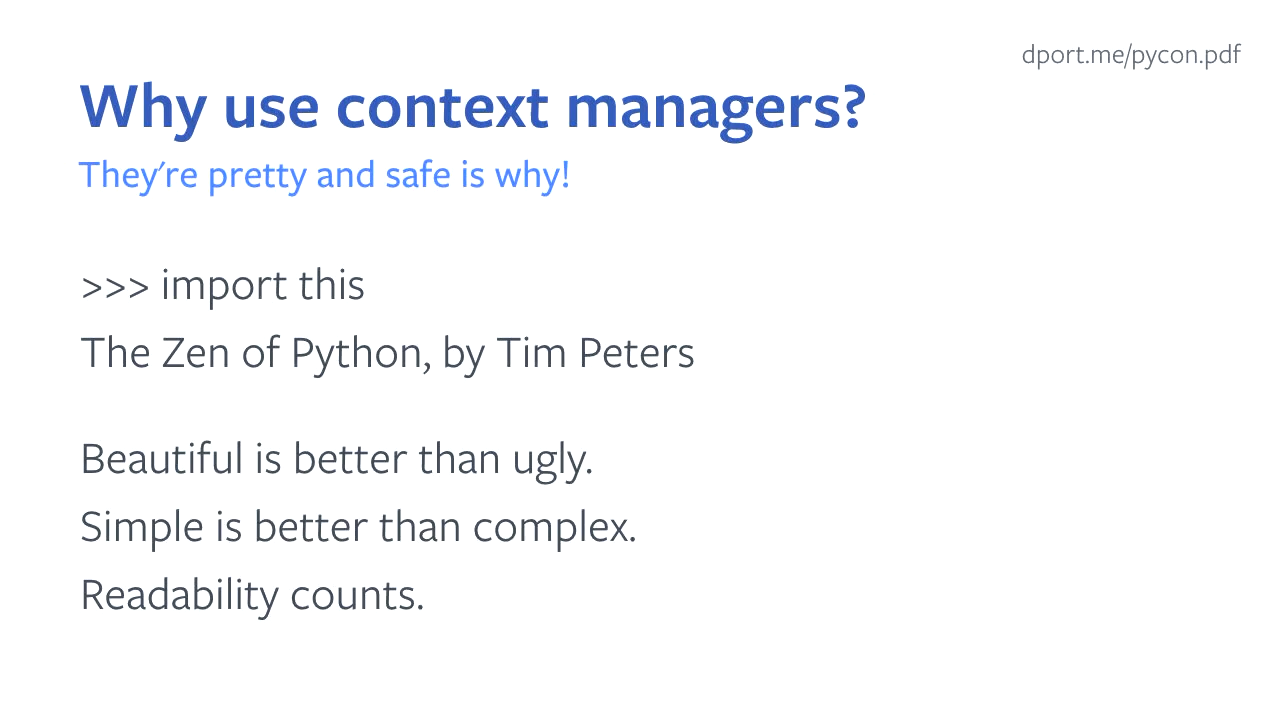 dport.me/pycon.pdf
Why use context managers?
They're pretty and safe is why!
>>> import this
The Zen of Python, by Tim Peters
Beautiful is better than ugly.
Simple is better than complex.
Readability counts.